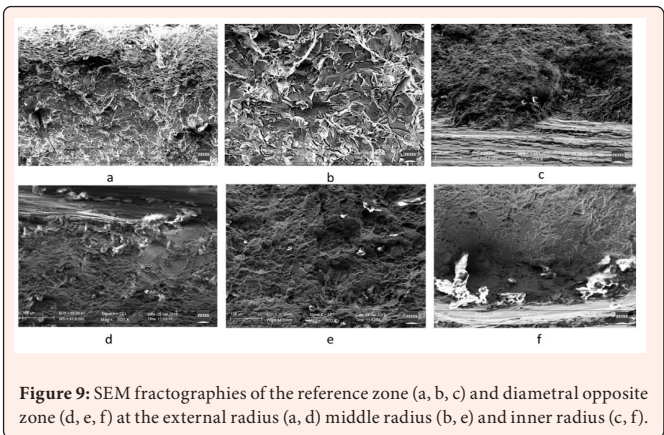 a
b
c
d
e
f
Figure 9: SEM fractographies of the reference zone (a, b, c) and diametral opposite
zone (d, e, f) at the external radius (a, d) middle radius (b, e) and inner radius (c, f).